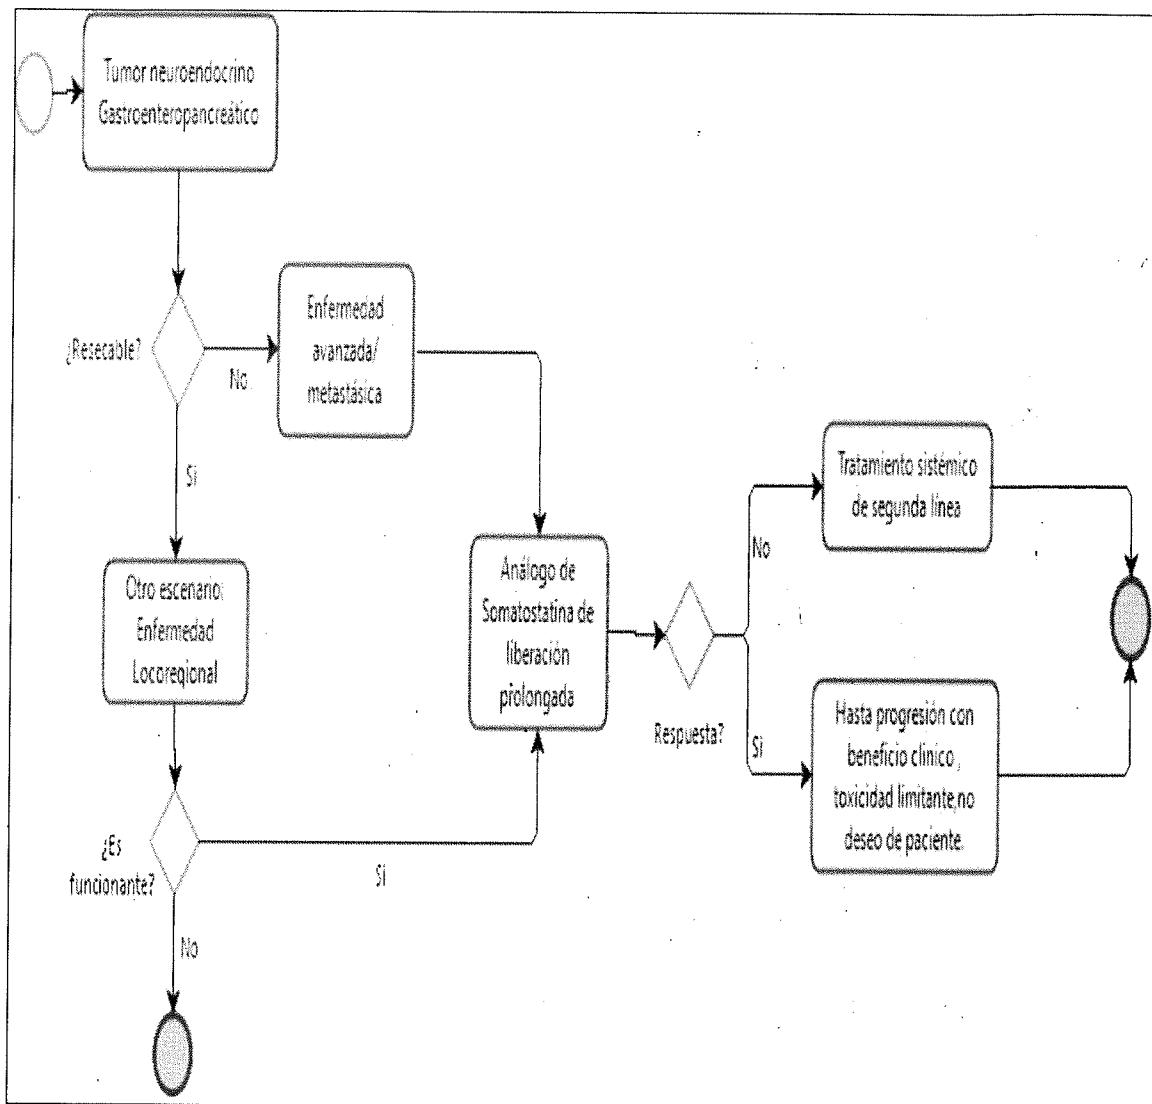 Tumor neuroendocrino
Gastroenteropancreático
¿Resecable?
No
Enfermedad
avanzada/
metastásica
Si
Otro escenario:
Enfermedad
Locoregional
¿Es
funcionante?
Si
No
Análogo de
Somatostatina de
liberación
prolongada
Respuesta?
No
Tratamiento sistémico
de segunda línea
Si
Hasta progresión con
beneficio clínico,
toxicidad limitante,no
deseo de paciente.